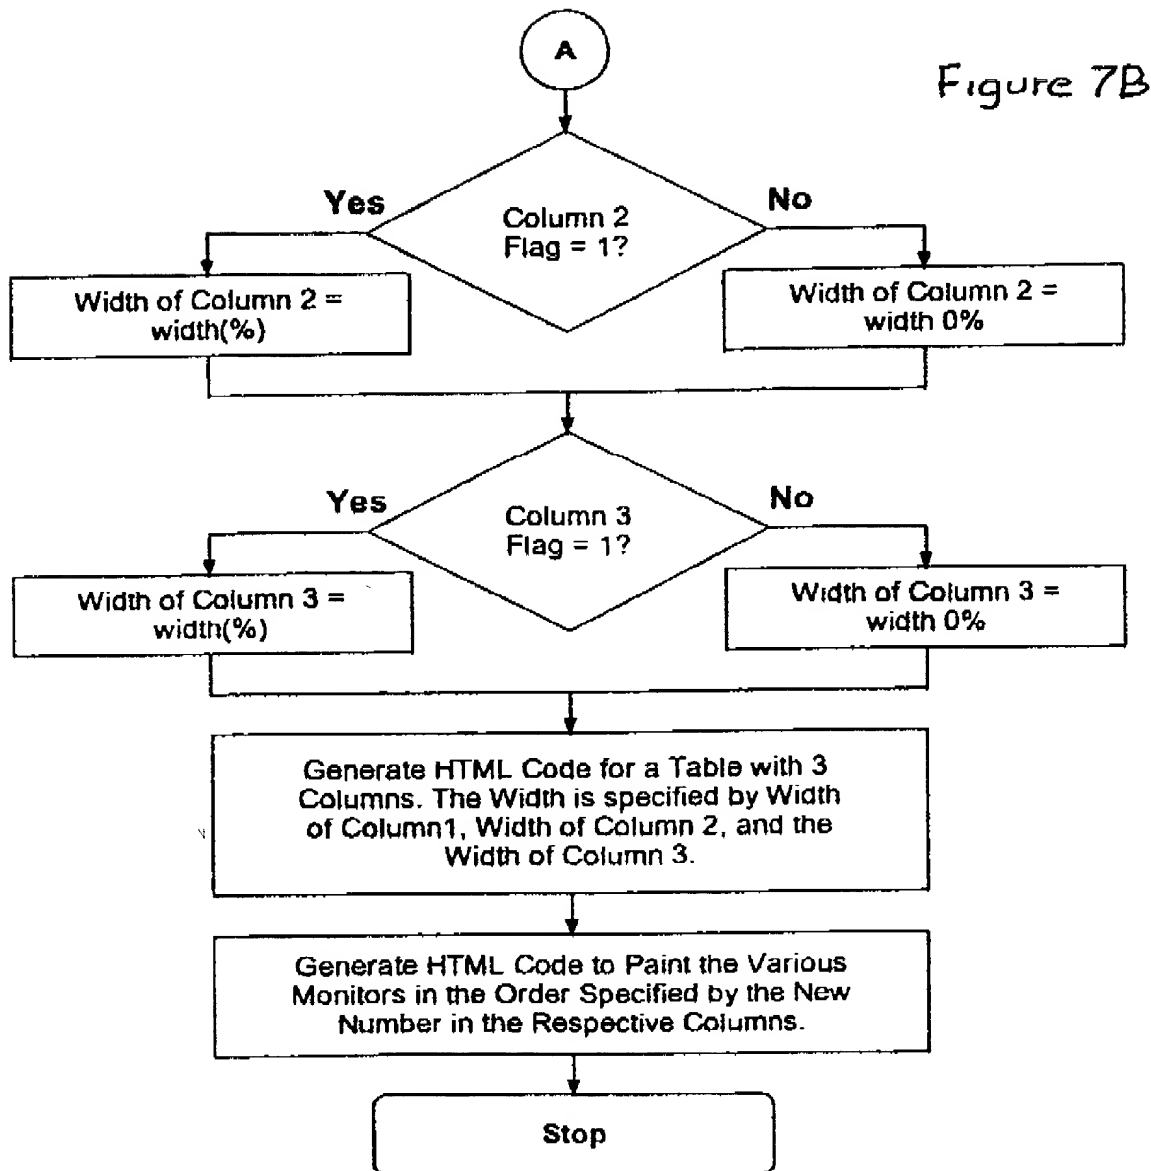 A
Figure 7B
Yes
No
Column 2
Flag = 1?
Width of Column 2 =
width(%)
Width of Column 2 =
width 0%
Yes
No
Column 3
Flag = 1?
Width of Column 3 =
width(%)
Width of Column 3 =
width 0%
Generate HTML Code for a Table with 3
Columns. The Width is specified by Width
of Column1, Width of Column 2, and the
Width of Column 3.
Generate HTML Code to Paint the Various
Monitors in the Order Specified by the New
Number in the Respective Columns.
Stop